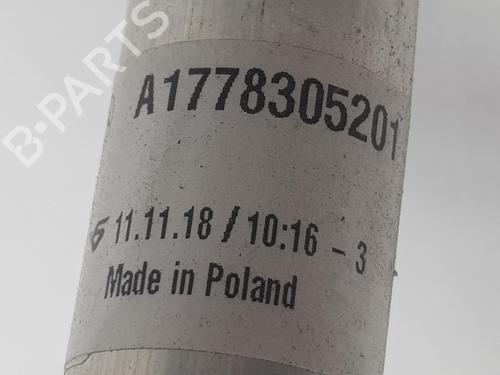 A1778305201
11.11.18 / 10:16 - 3
Made in Poland
B-PARTS